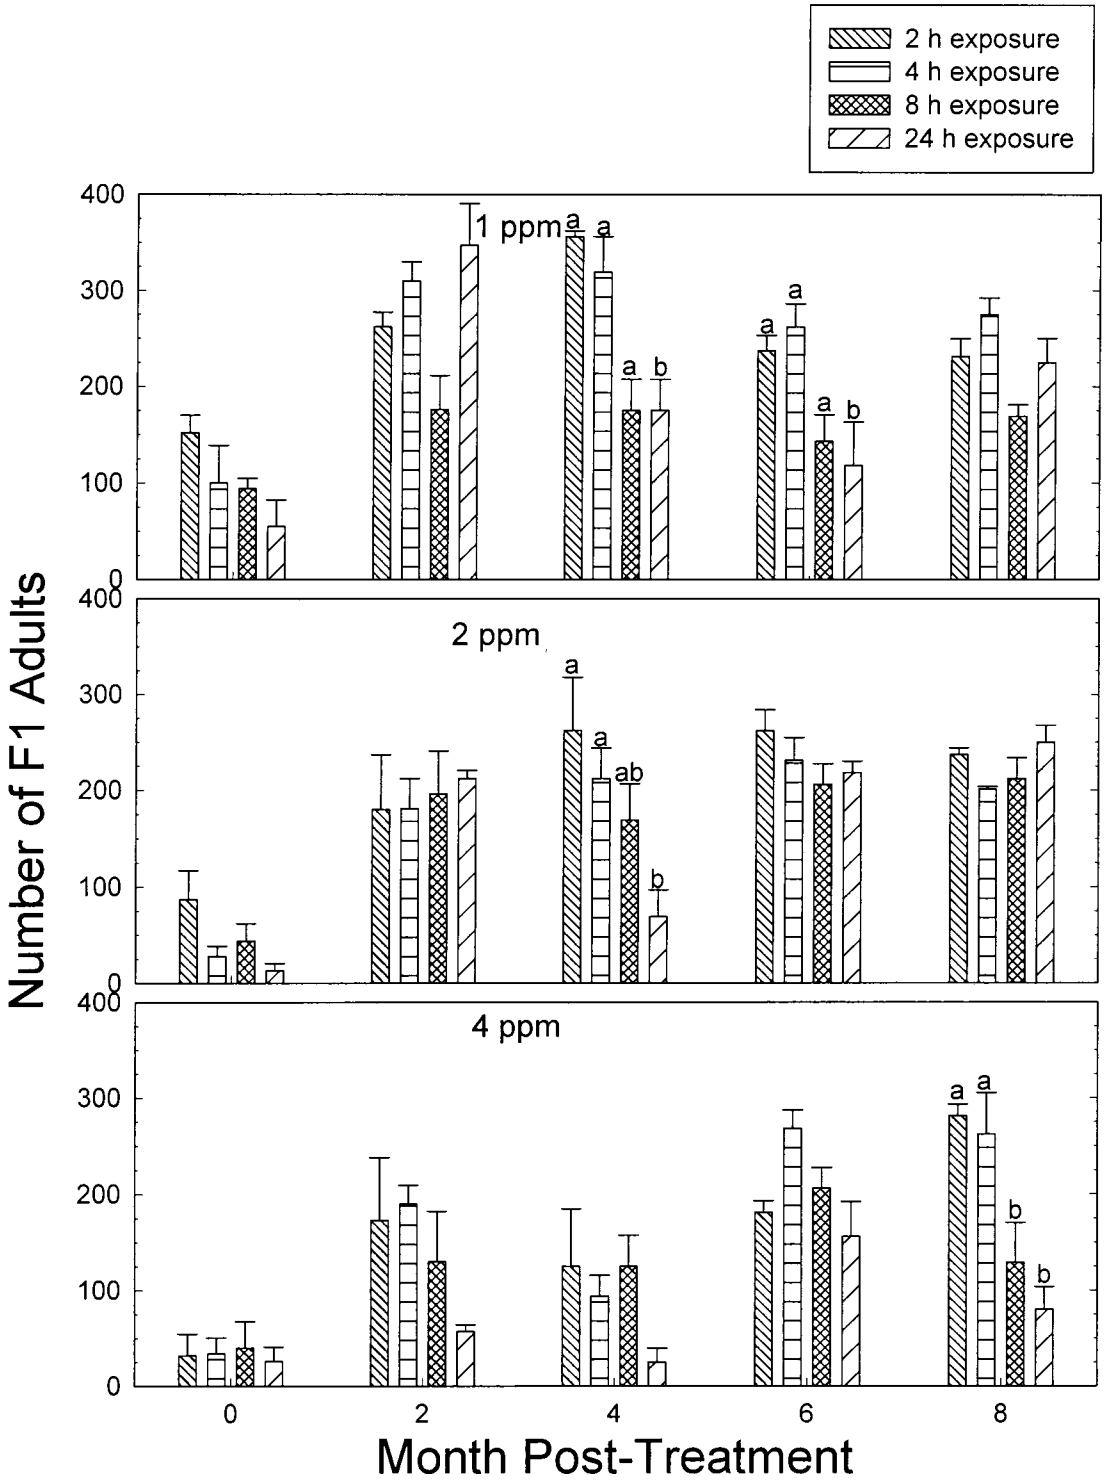 2 h exposure
4 h exposure
8 h exposure
24 h exposure
400
300
200
100
0
1 ppm
a
a
a
b
a
a
a
b
400
300
200
100
0
2 ppm
a
a
ab
b
400
300
200
100
0
4 ppm
a
a
b
b
0 2 4 6 8
Number of F1 Adults
Month Post-Treatment